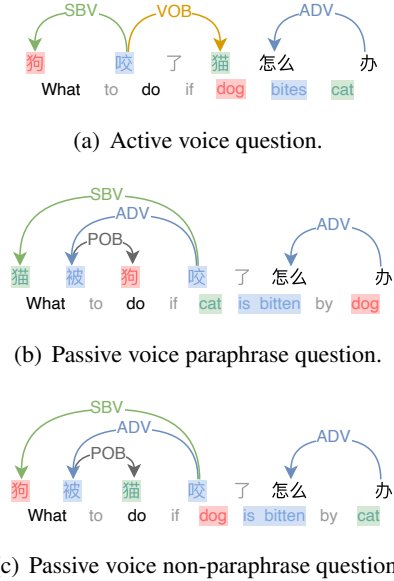 SBV VOB ADV
狗 咬 了 猫 怎么 办
What to do if dog bites cat
(a) Active voice question.
SBV
ADV ADV
POB
猫 被 狗 咬 了 怎么 办
What to do if cat is bitten by dog
(b) Passive voice paraphrase question.
SBV
ADV ADV
POB
狗 被 猫 咬 了 怎么 办
What to do if dog is bitten by cat
c) Passive voice non-paraphrase question